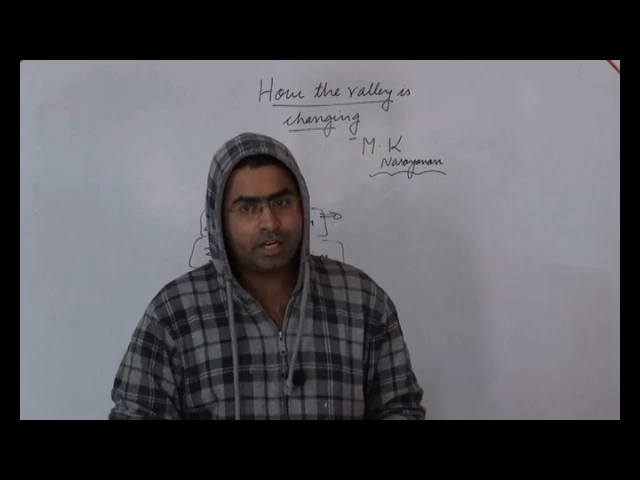 How the valley is
changing
- M. K
Narayanan